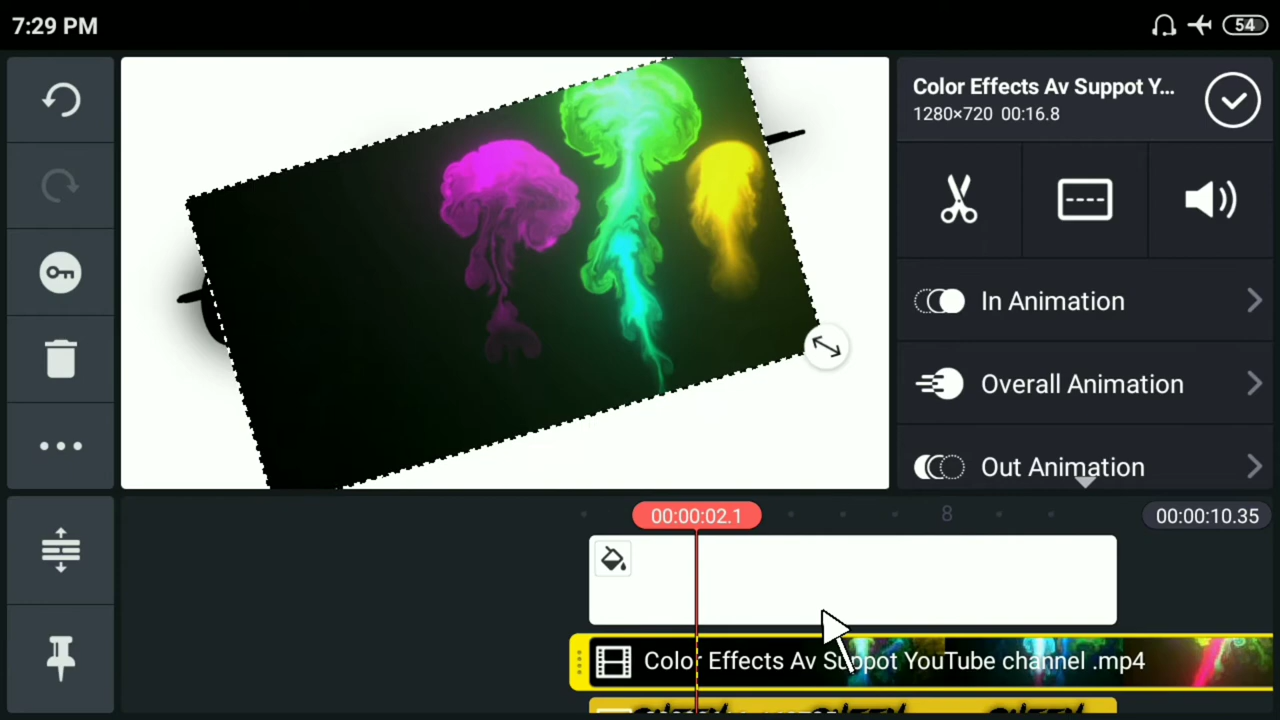 7:29 PM
54
Color Effects Av Suppot Y...
1280×720 00:16.8
In Animation
Overall Animation
Out Animation
00:00:02.1
8
00:00:10.35
Color Effects Av Suppot YouTube channel .mp4